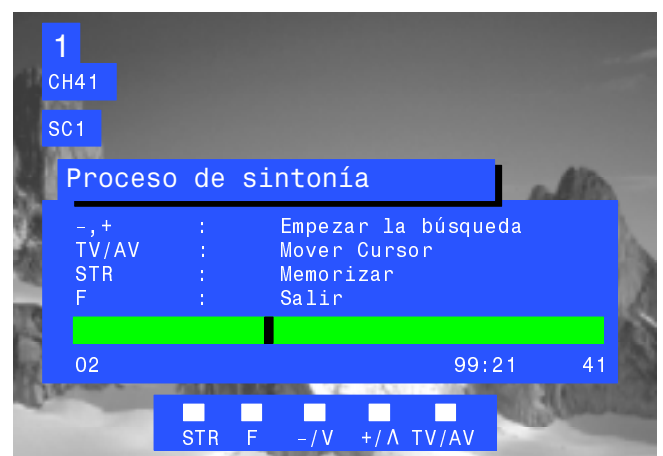 1
CH41
SC1
Proceso de sintonía
-,+ : Empezar la búsqueda
TV/AV : Mover Cursor
STR : Memorizar
F : Salir
02 99:21 41
STR F -/V +/Λ TV/AV